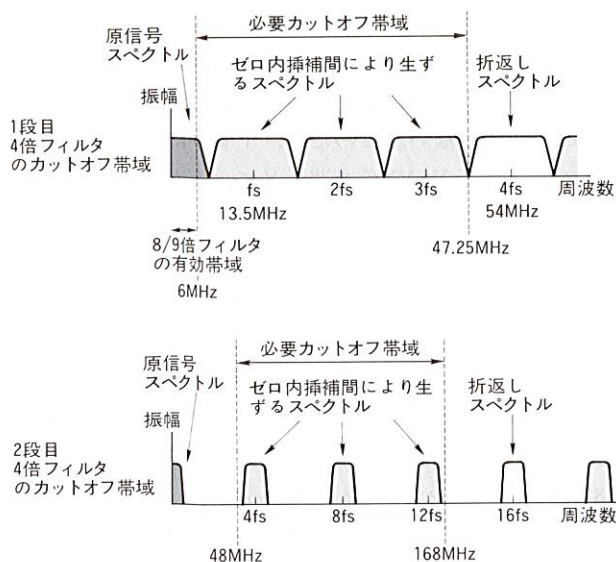 必要カットオフ帯域
原信号
スペクトル
ゼロ内挿補間により生ず
るスペクトル
折返し
スペクトル
振幅
1段目
4倍フィルタ
のカットオフ帯域
fs
2fs
3fs
4fs
周波数
13.5MHz
54MHz
8/9倍フィルタ
の有効帯域
47.25MHz
6MHz
必要カットオフ帯域
原信号
スペクトル
ゼロ内挿補間により生
ずるスペクトル
折返し
スペクトル
振幅
2段目
4倍フィルタ
のカットオフ帯域
4fs
8fs
12fs
16fs
周波数
48MHz
168MHz